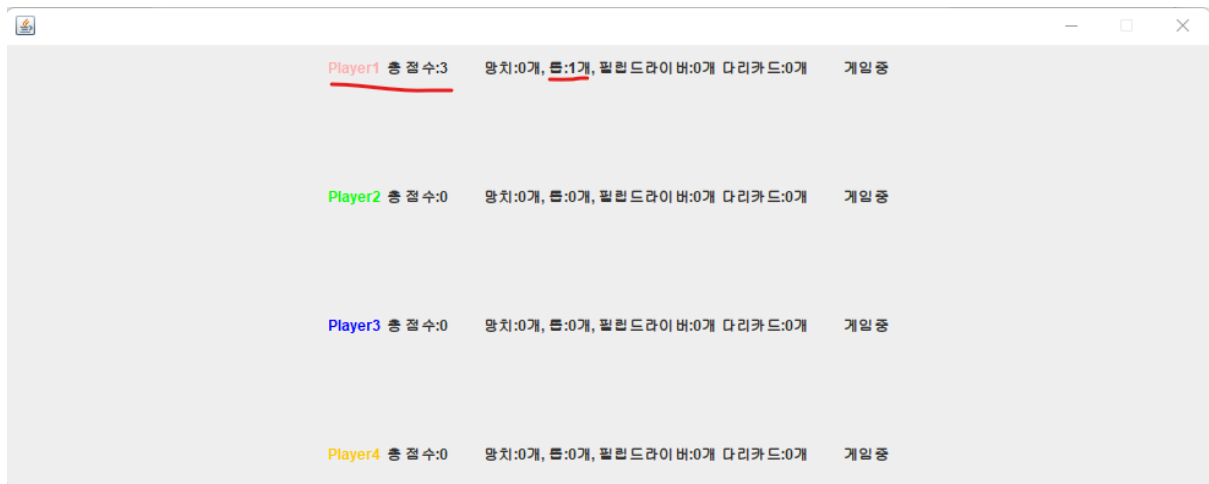 Player1 총 점수:3 망치:0개, 톱:1개, 필립드라이버:0개 다리카드:0개 게임중
Player2 총 점수:0 망치:0개, 톱:0개, 필립드라이버:0개 다리카드:0개 게임중
Player3 총 점수:0 망치:0개, 톱:0개, 필립드라이버:0개 다리카드:0개 게임중
Player4 총 점수:0 망치:0개, 톱:0개, 필립드라이버:0개 다리카드:0개 게임중